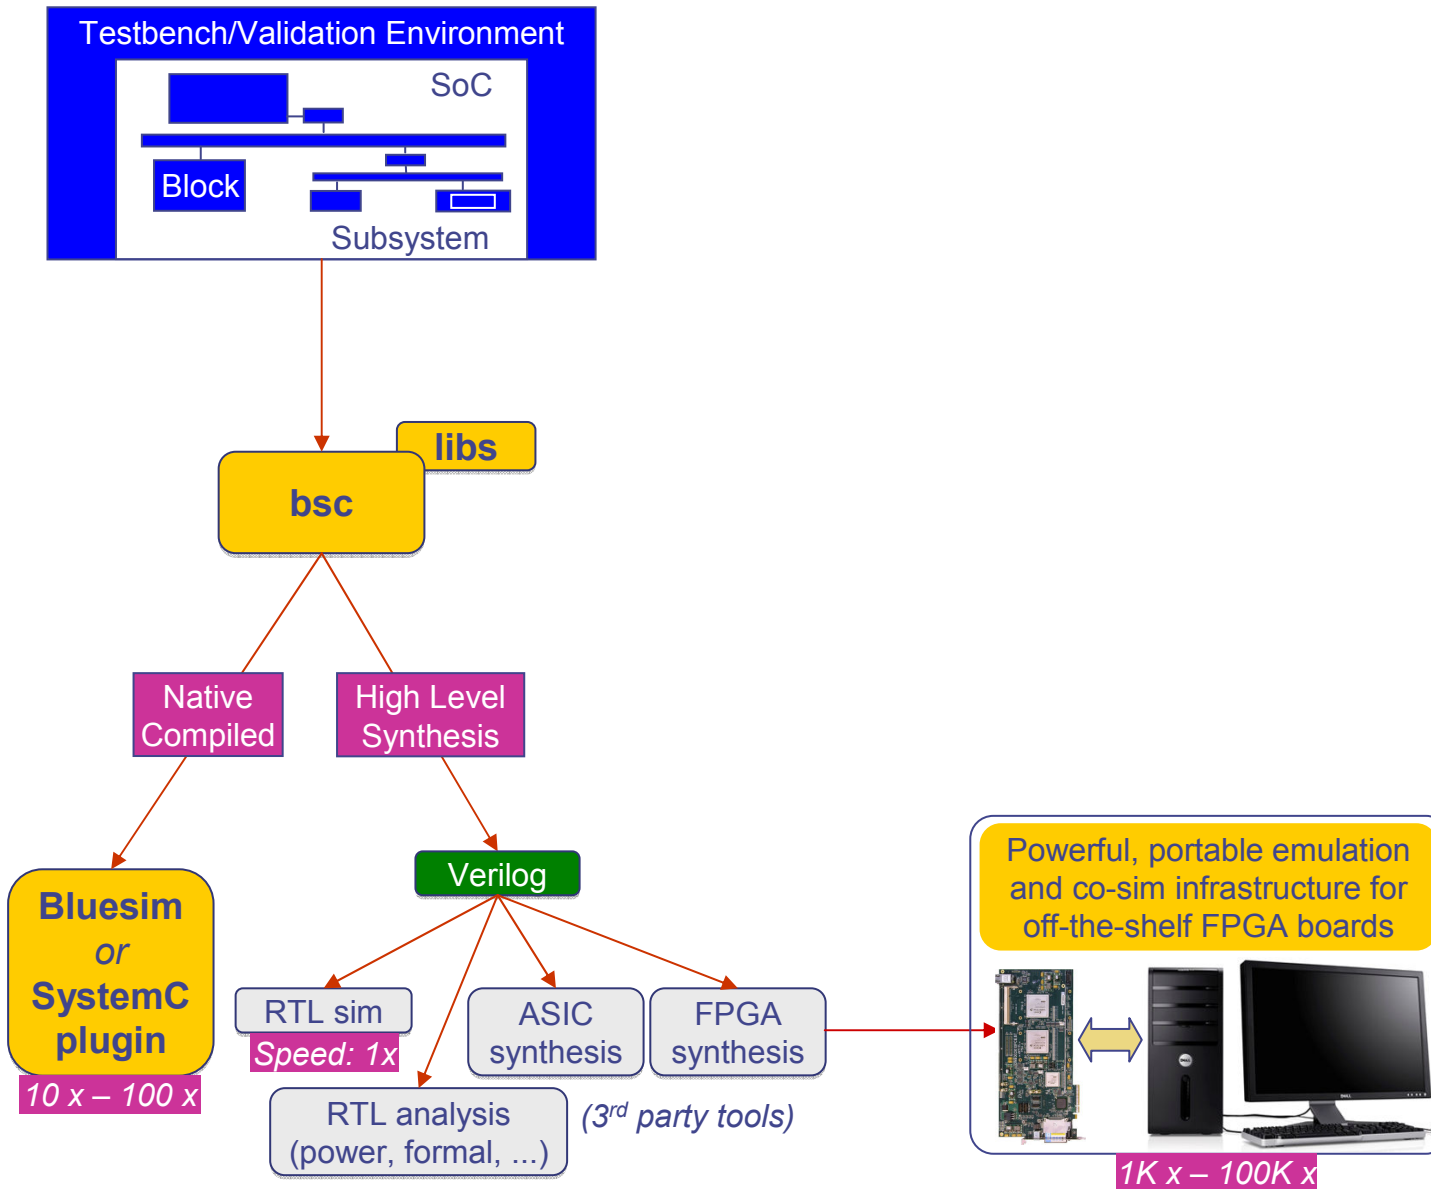 Testbench/Validation Environment
SoC
Block
Subsystem
libs
bsc
Native
Compiled
High Level
Synthesis
Verilog
Bluesim
or
SystemC
plugin
10 x – 100 x
RTL sim
Speed: 1x
ASIC
synthesis
FPGA
synthesis
RTL analysis
(power, formal, ...)
(3rd party tools)
Powerful, portable emulation
and co-sim infrastructure for
off-the-shelf FPGA boards
DELL
DELL
1K x – 100K x